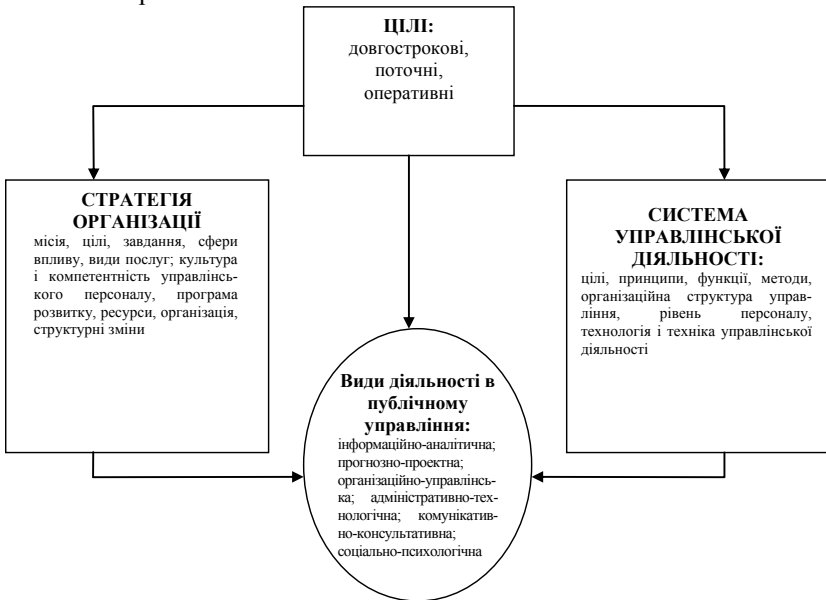 ЦІЛІ:
довгострокові,
поточні,
оперативні
СТРАТЕГІЯ
ОРГАНІЗАЦІЇ
місія, цілі, завдання, сфери
впливу, види послуг; культура
і компетентність управлінсь-
кого персоналу, програма
розвитку, ресурси, організація,
структурні зміни
СИСТЕМА
УПРАВЛІНСЬКОЇ
ДІЯЛЬНОСТІ:
цілі, принципи, функції, методи,
організаційна структура управ-
ління, рівень персоналу,
технологія і техніка управлінської
діяльності
Види діяльності в
публічному
управління:
інформаційно-аналітична;
прогнозно-проектна;
організаційно-управлінсь-
ка; адміністративно-тех-
нологічна; комунікатив-
но-консультативна;
соціально-психологічна